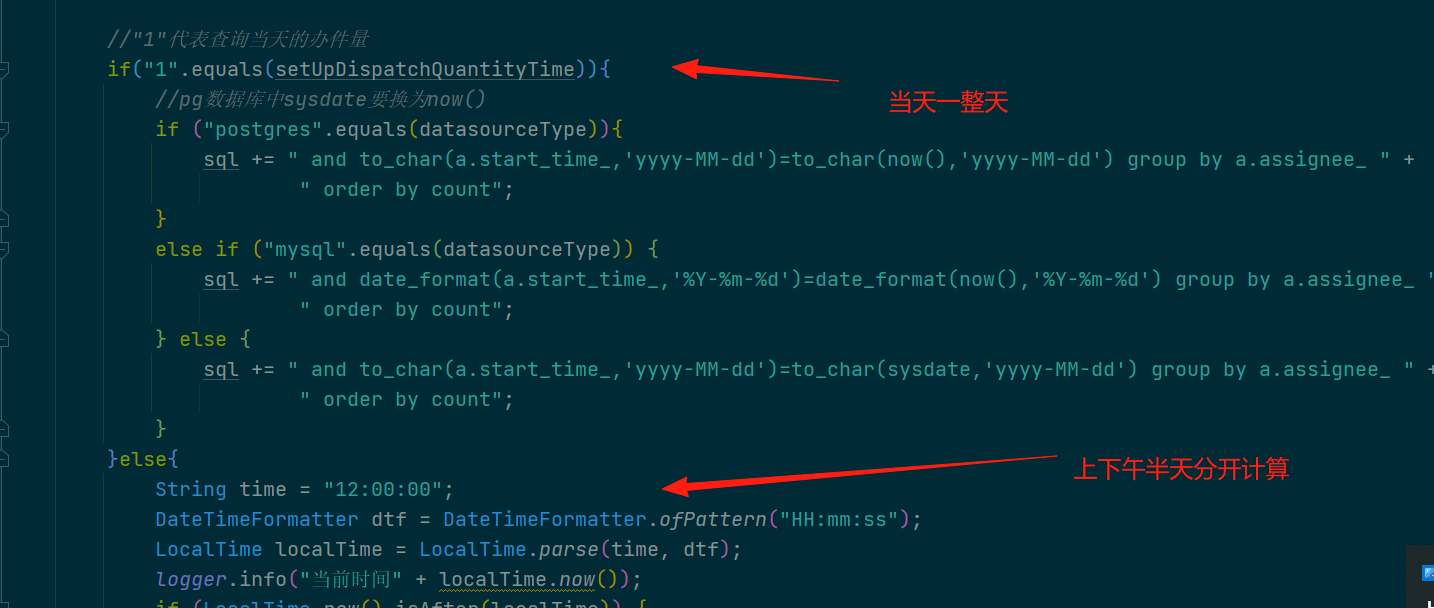 //"1"代表查询当天的办件量
if("1".equals(setUpDispatchQuantityTime)){
当天一整天
//pg数据库中sysdate要换为now()
if ("postgres".equals(datasourceType)){
sql += " and to_char(a.start_time_,'yyyy-MM-dd')=to_char(now(),'yyyy-MM-dd') group by a.assignee_ " +
" order by count";
}
else if ("mysql".equals(datasourceType)) {
sql += " and date_format(a.start_time_,'%Y-%m-%d')=date_format(now(),'%Y-%m-%d') group by a.assignee_ "
" order by count";
} else {
sql += " and to_char(a.start_time_,'yyyy-MM-dd')=to_char(sysdate,'yyyy-MM-dd') group by a.assignee_ " +
" order by count";
}
}else{
上下午半天分开计算
String time = "12:00:00";
DateTimeFormatter dtf = DateTimeFormatter.ofPattern("HH:mm:ss");
LocalTime localTime = LocalTime.parse(time, dtf);
logger.info("当前时间" + localTime.now());
if (LocalTime.now().isAfter(localTime)) {